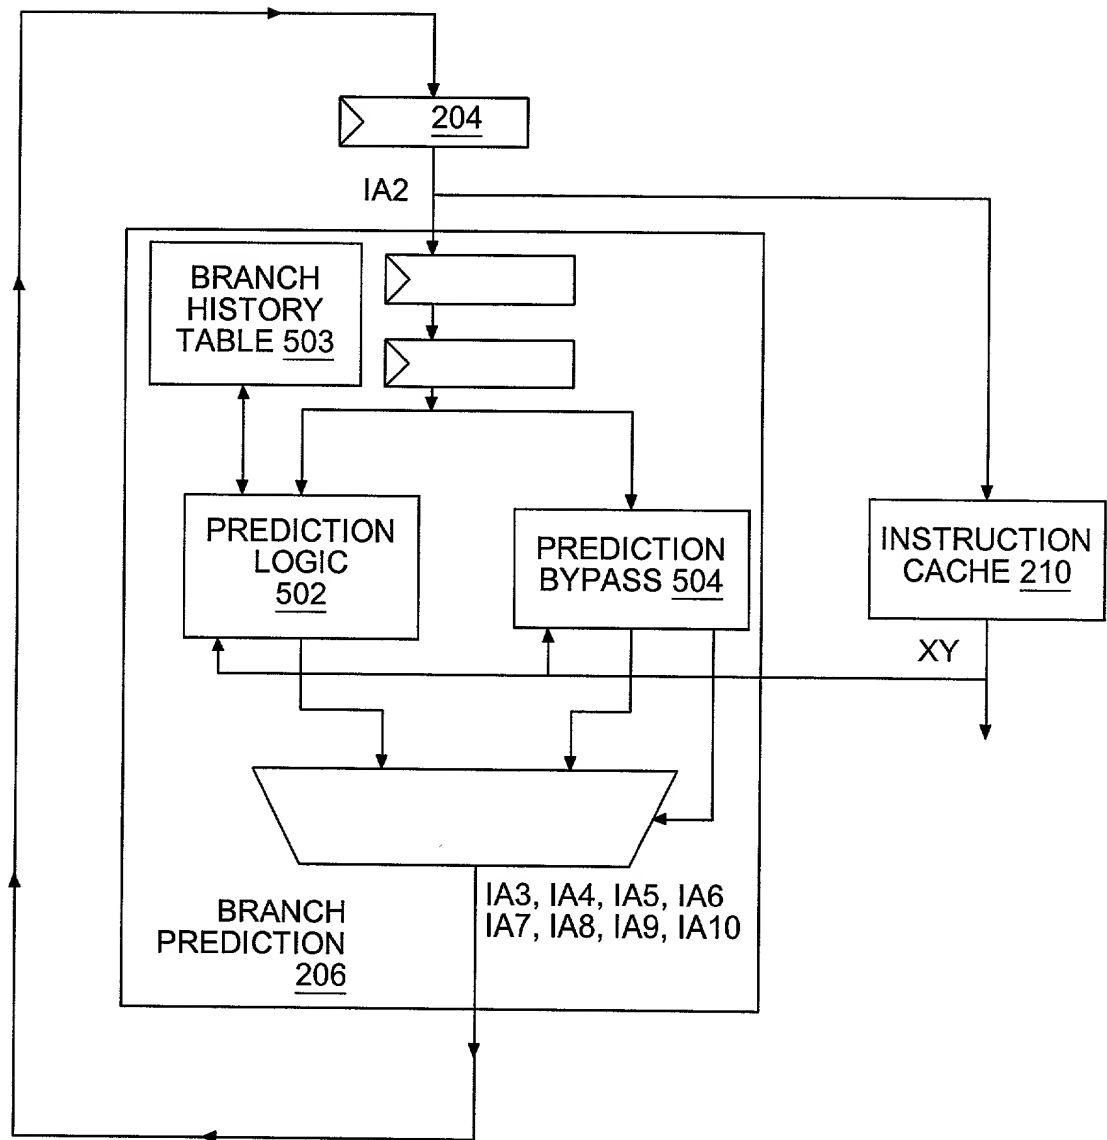 204
IA2
BRANCH
HISTORY
TABLE 503
PREDICTION
LOGIC
502
PREDICTION
BYPASS 504
INSTRUCTION
CACHE 210
XY
IA3, IA4, IA5, IA6
IA7, IA8, IA9, IA10
BRANCH
PREDICTION
206